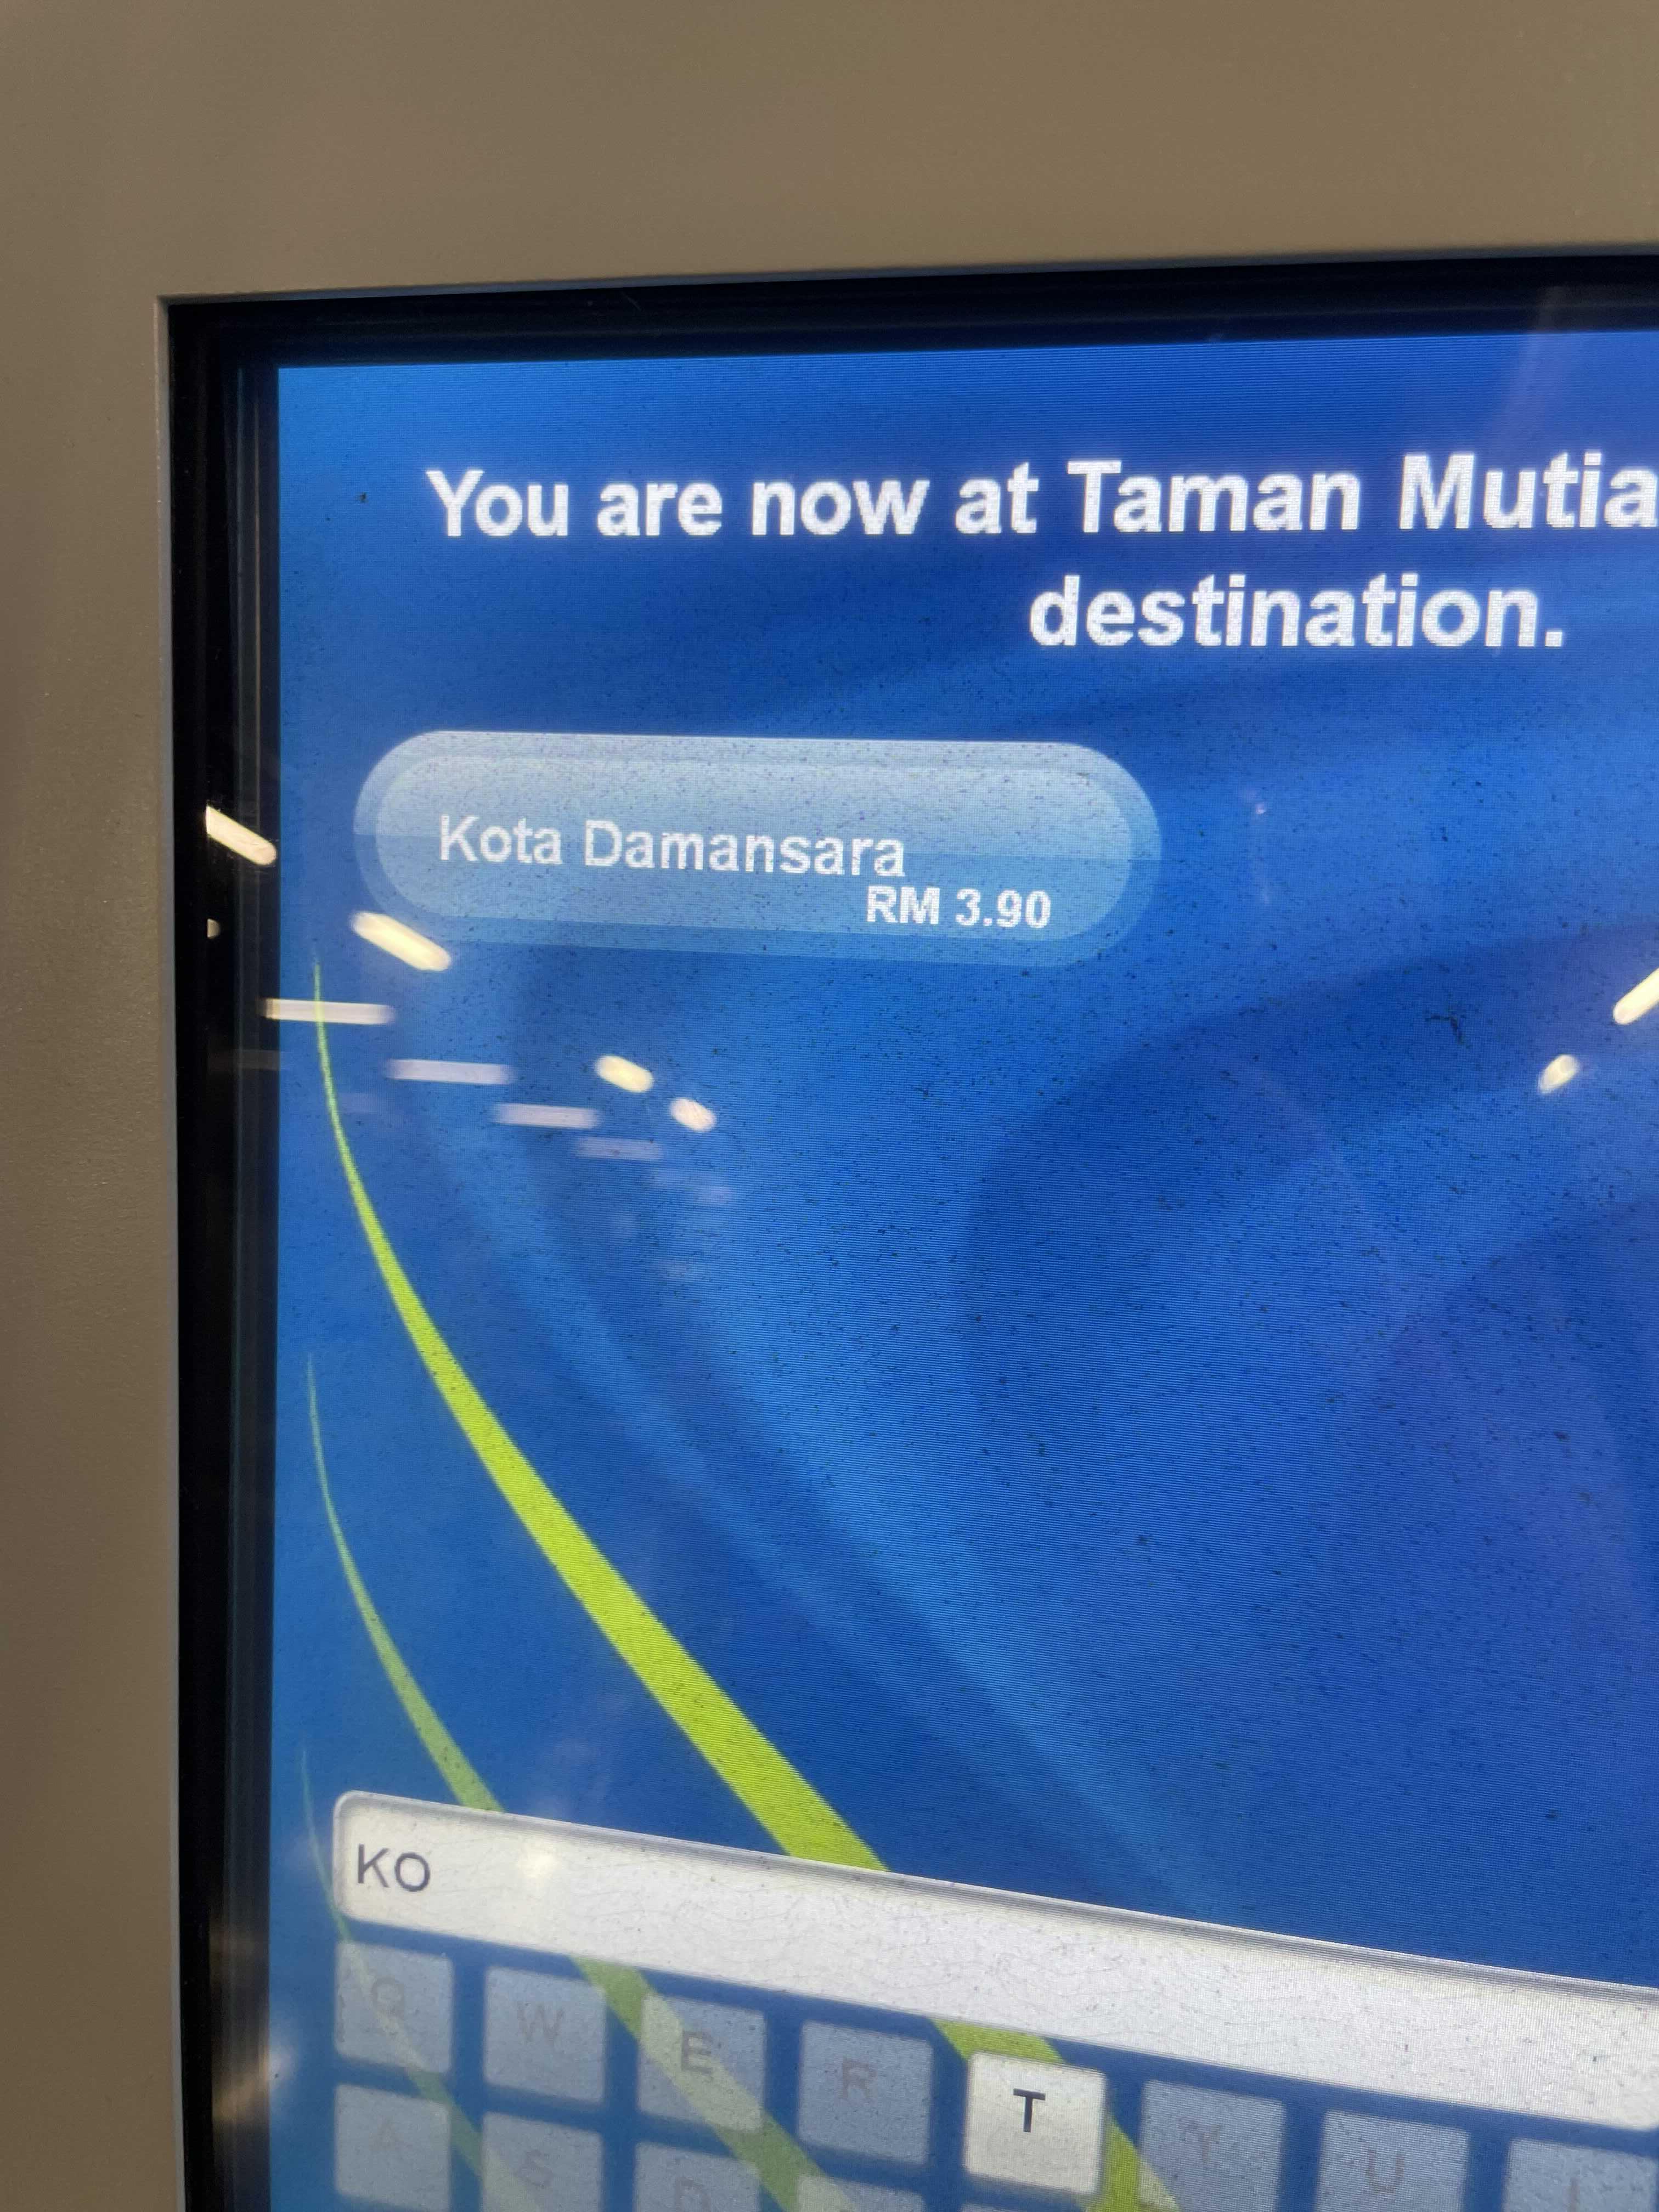 You are now at Taman Mutia
destination.
Kota Damansara
RM 3.90
KO
Q W E R T Y U I
A S D